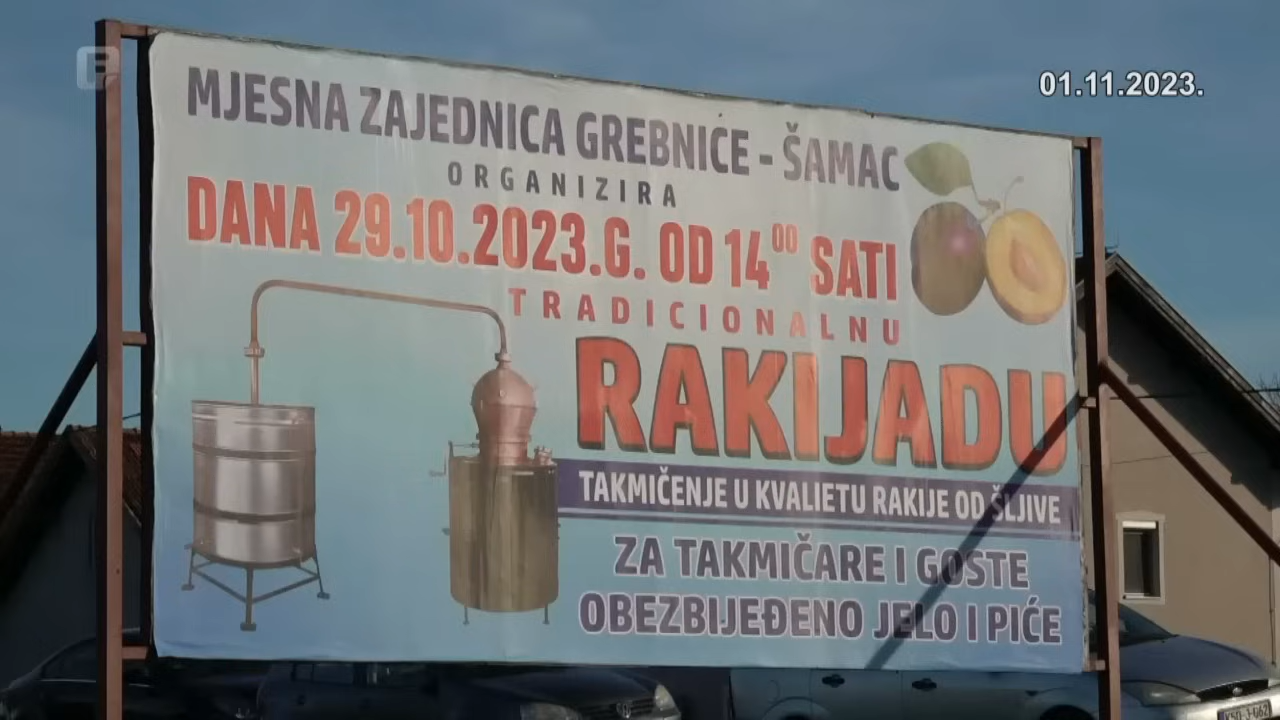 01.11.2023.
MJESNA ZAJEDNICA GREBNICE - ŠAMAC
ORGANIZIRA
DANA 29.10.2023.G. OD 14⁰⁰ SATI
TRADICIONALNU
RAKIJADU
TAKMIČENJE U KVALIETU RAKIJE OD ŠLJIVE
ZA TAKMIČARE I GOSTE
OBEZBIJEĐENO JELO I PIĆE